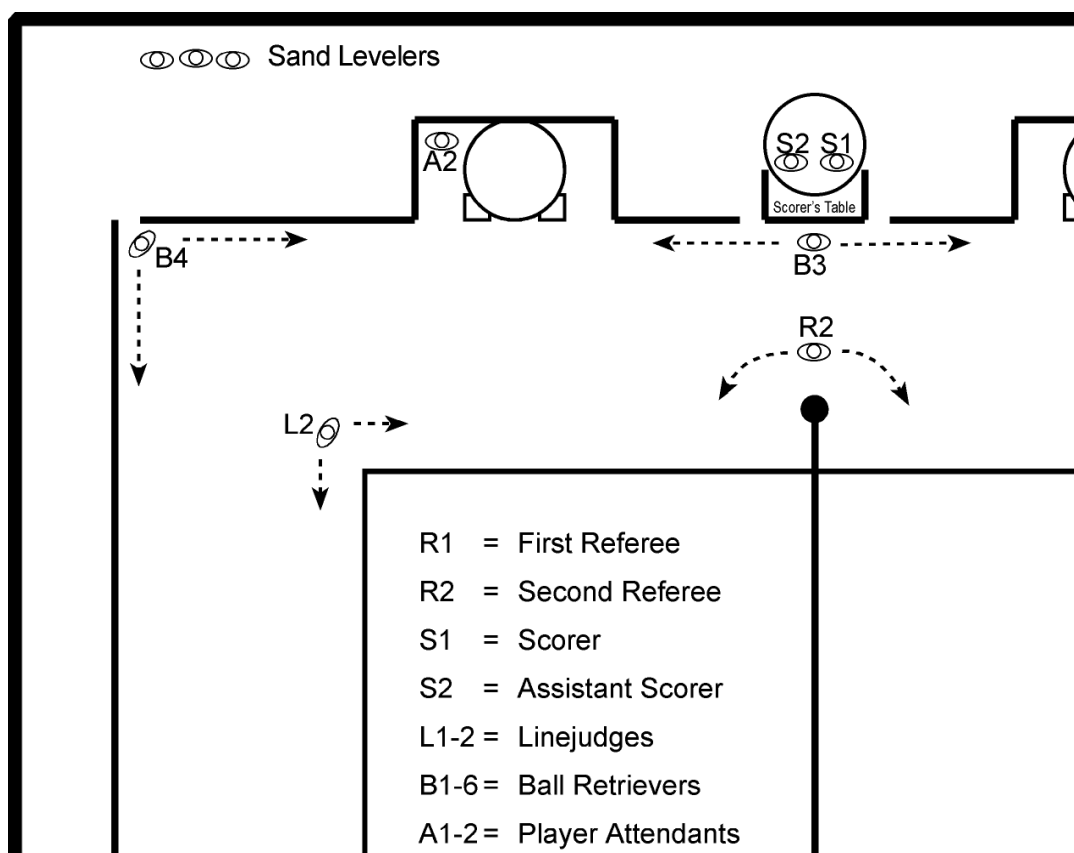 Sand Levelers
A2
S2 S1
Scorer's Table
B4
B3
R2
L2
R1 = First Referee
R2 = Second Referee
S1 = Scorer
S2 = Assistant Scorer
L1-2 = Linejudges
B1-6 = Ball Retrievers
A1-2 = Player Attendants